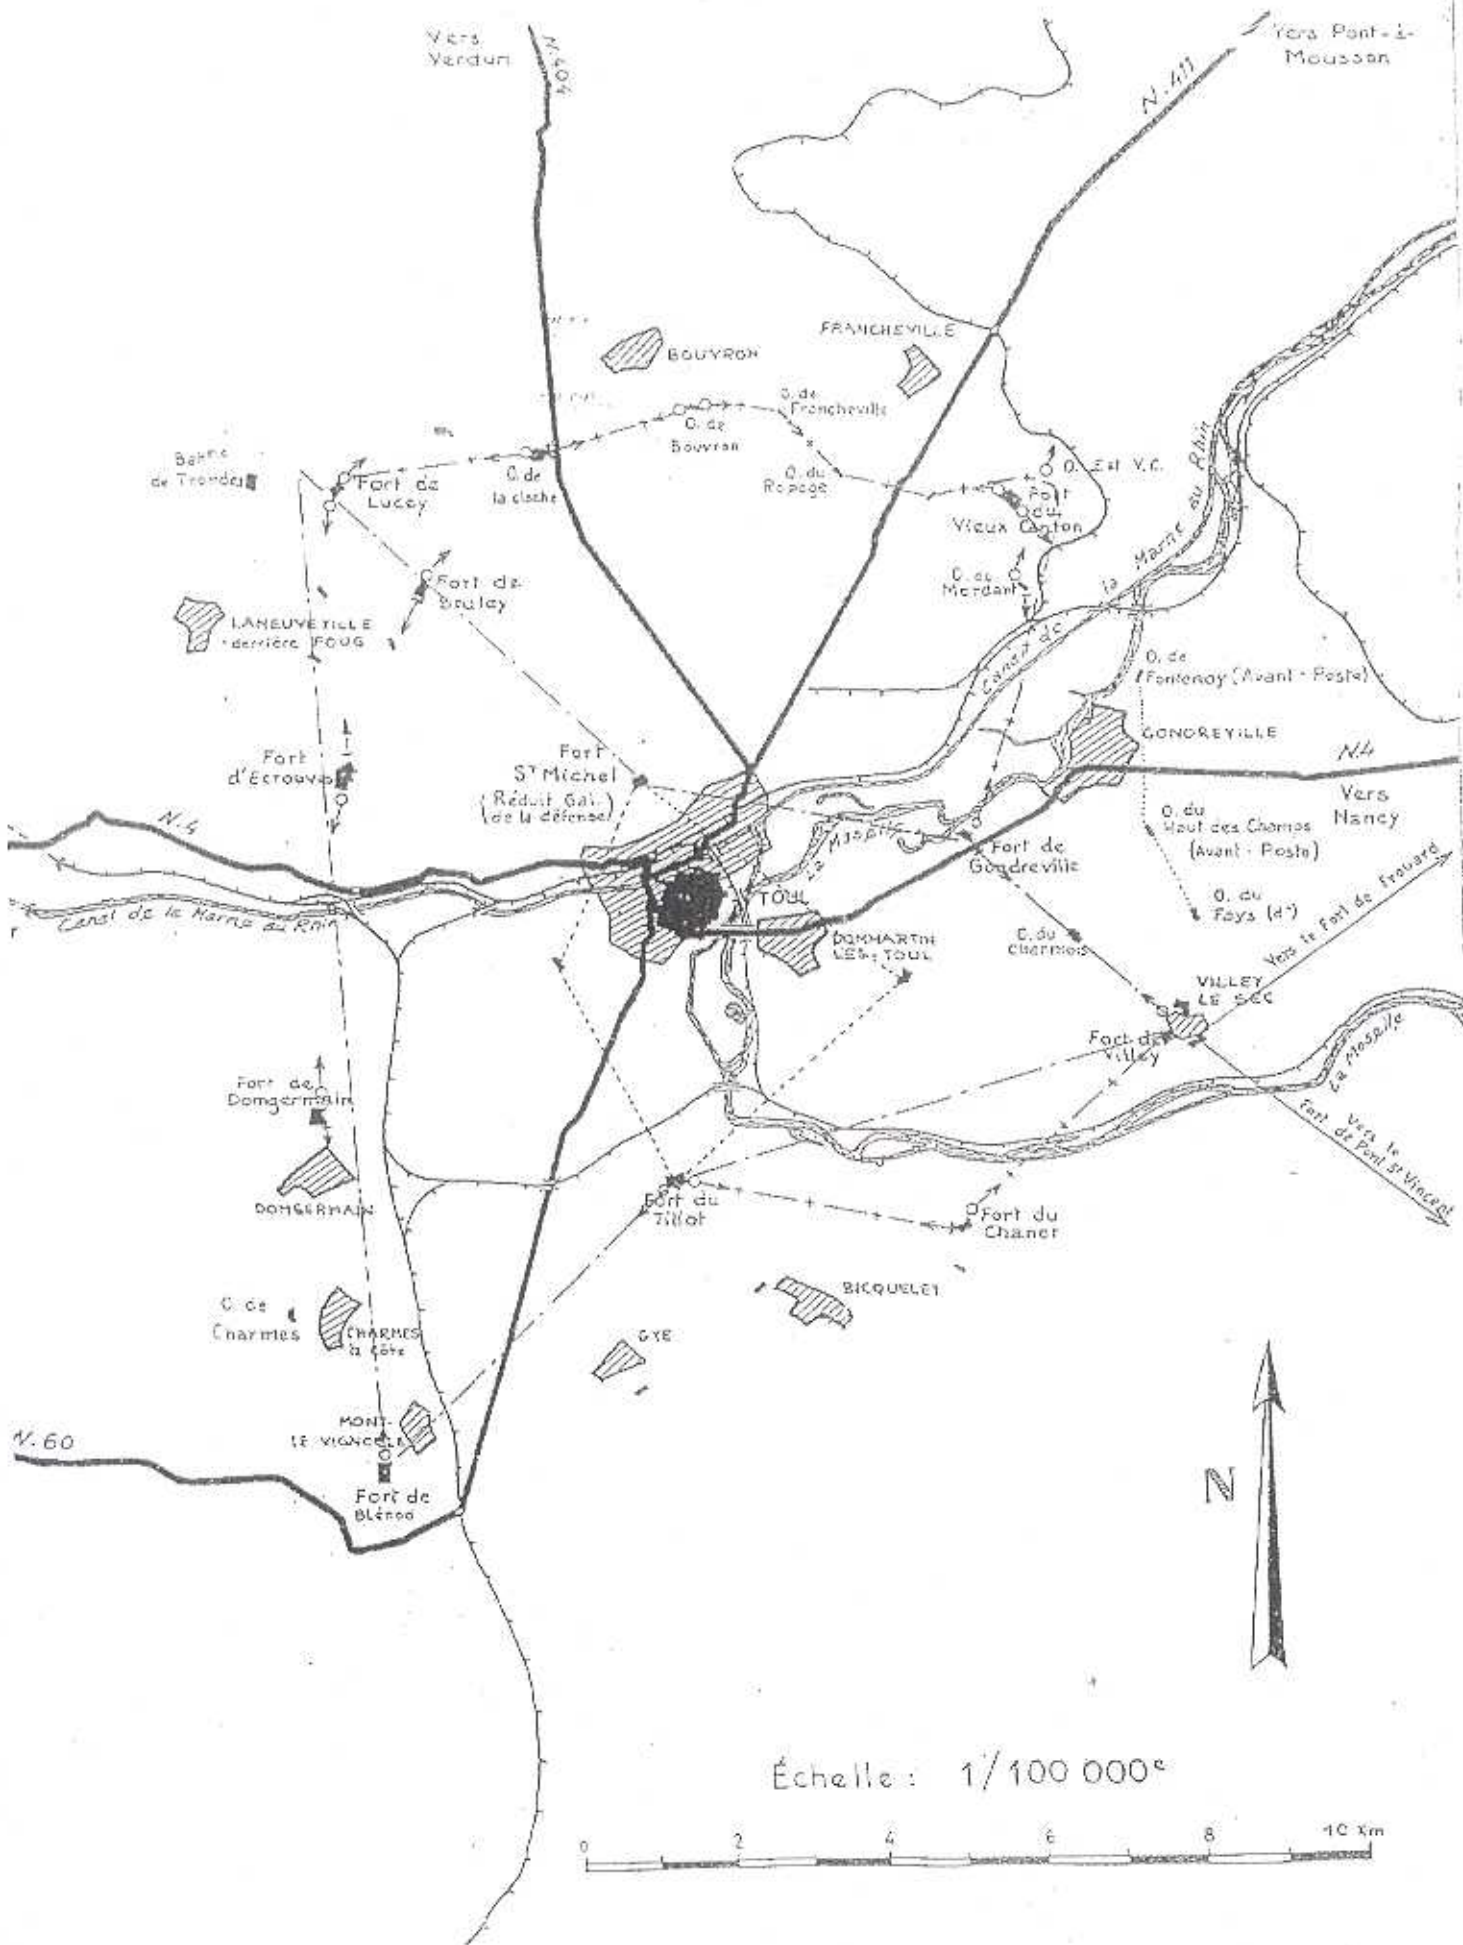 Vers
Verdun
N.404
Vers Pont-à-
Mousson
N.411
FRANCHEVILLE
BOUVRON
O. de
Francheville
O. de
Bouvron
Fort de
Lucey
O. de
la cloche
O. du
Ropage
O. Est V.C.
Fort
du
Vieux Canton
Fort de
Bruley
O. du
Mordant
LANEUVEVILLE
derrière FOUG
Canal de la Marne au Rhin
O. de
Fontenoy (Avant-Poste)
GONDREVILLE
N.4
Vers
Nancy
Fort
d'Ecrouves
Fort
St Michel
(Réduit Gal.
de la défense)
N.4
La Moselle
Fort de
Gondreville
O. du
Haut des Champs
(Avant-Poste)
O. du
Fays (do)
Vers le Fort de Frouard
Canal de la Marne au Rhin
TOUL
DOMMARTIN
LES-TOUL
O. du
Charmois
VILLEY
LE SEC
Fort de
Villey
La Moselle
Fort de
Domgermain
DOMGERMAIN
Vers le
Fort de Pont St Vincent
Fort du
Tillot
Fort du
Chanot
BICQUELEY
GYE
O. de
Charmes
CHARMES
la Côte
MONT
LE VIGNOBLE
N.60
Fort de
Blénod
N
Échelle : 1/100 000e
0 2 4 6 8 10 Km